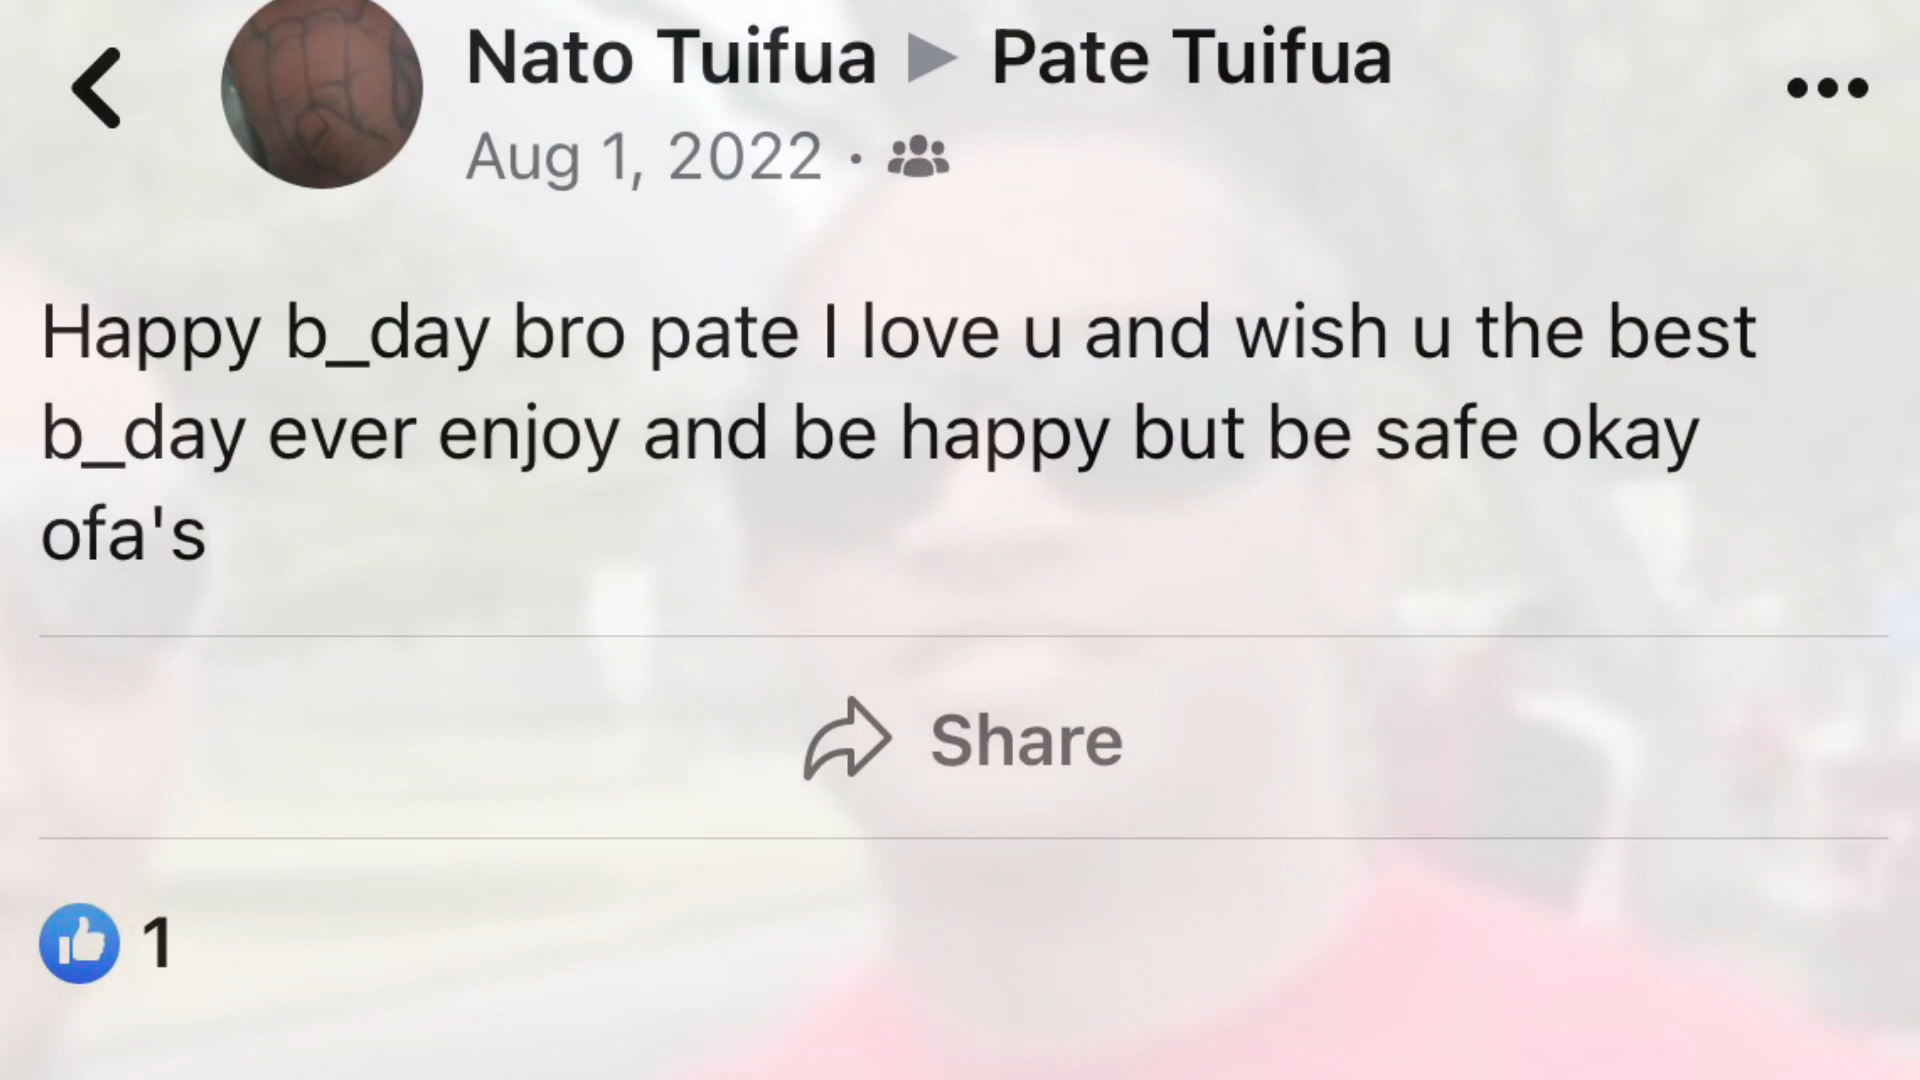 Nato Tuifua ▶ Pate Tuifua
Aug 1, 2022 ·
Happy b_day bro pate I love u and wish u the best
b_day ever enjoy and be happy but be safe okay
ofa's
Share
1